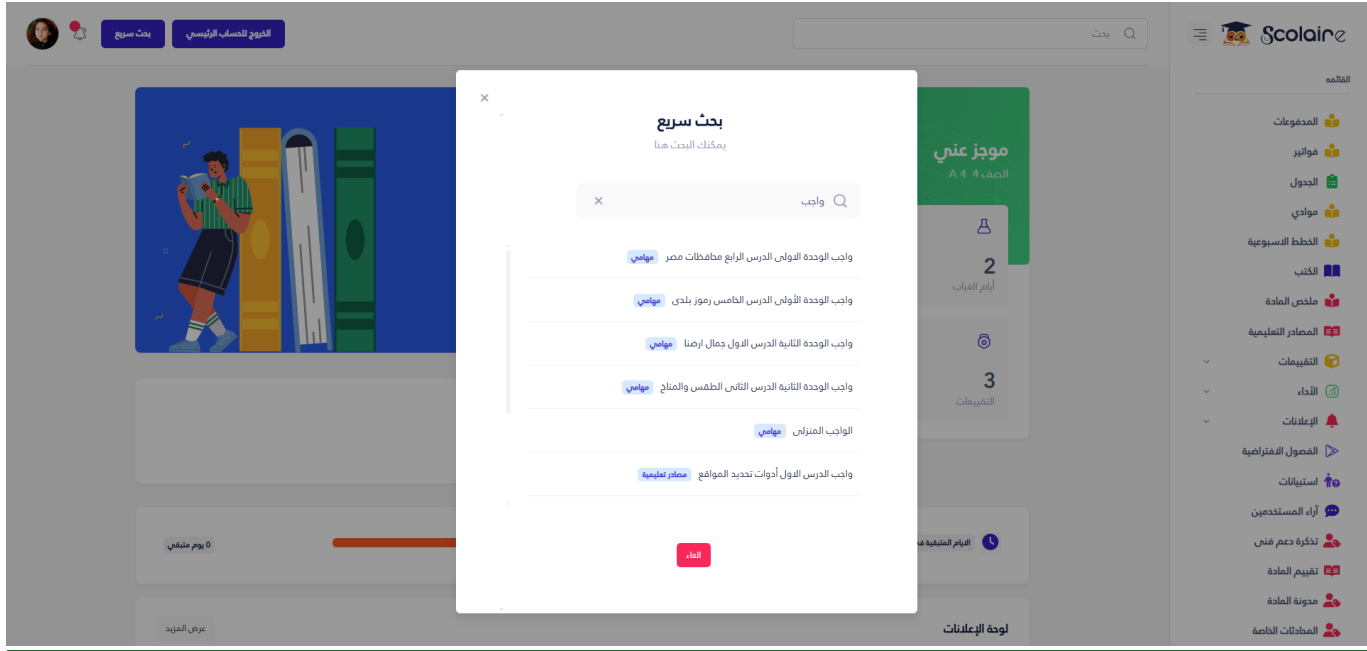 Scolaire
بحث
الخروج للحساب الرئيسي
بحث سريع
القائمه
المدفوعات
فواتير
الجدول
موادي
الخطط الاسبوعية
الكتب
ملخص المادة
المصادر التعليمية
التقييمات
الأداء
الإعلانات
الفصول الافتراضية
استبيانات
آراء المستخدمين
تذكرة دعم فنى
تقييم المادة
مدونة المادة
المحادثات الخاصة
موجز عني
الصف 4 A 4
2
أيام الغياب
3
التقييمات
بحث سريع
يمكنك البحث هنا
واجب
واجب الوحدة الاولى الدرس الرابع محافظات مصر مهامي
واجب الوحدة الأولى الدرس الخامس رموز بلدى مهامي
واجب الوحدة الثانية الدرس الاول جمال ارضنا مهامي
واجب الوحدة الثانية الدرس الثانى الطقس والمناخ مهامي
الواجب المنزلى مهامي
واجب الدرس الاول أدوات تحديد المواقع مصادر تعليمية
الغاء
الايام المتبقية
0 يوم متبقي
لوحة الإعلانات
عرض المزيد